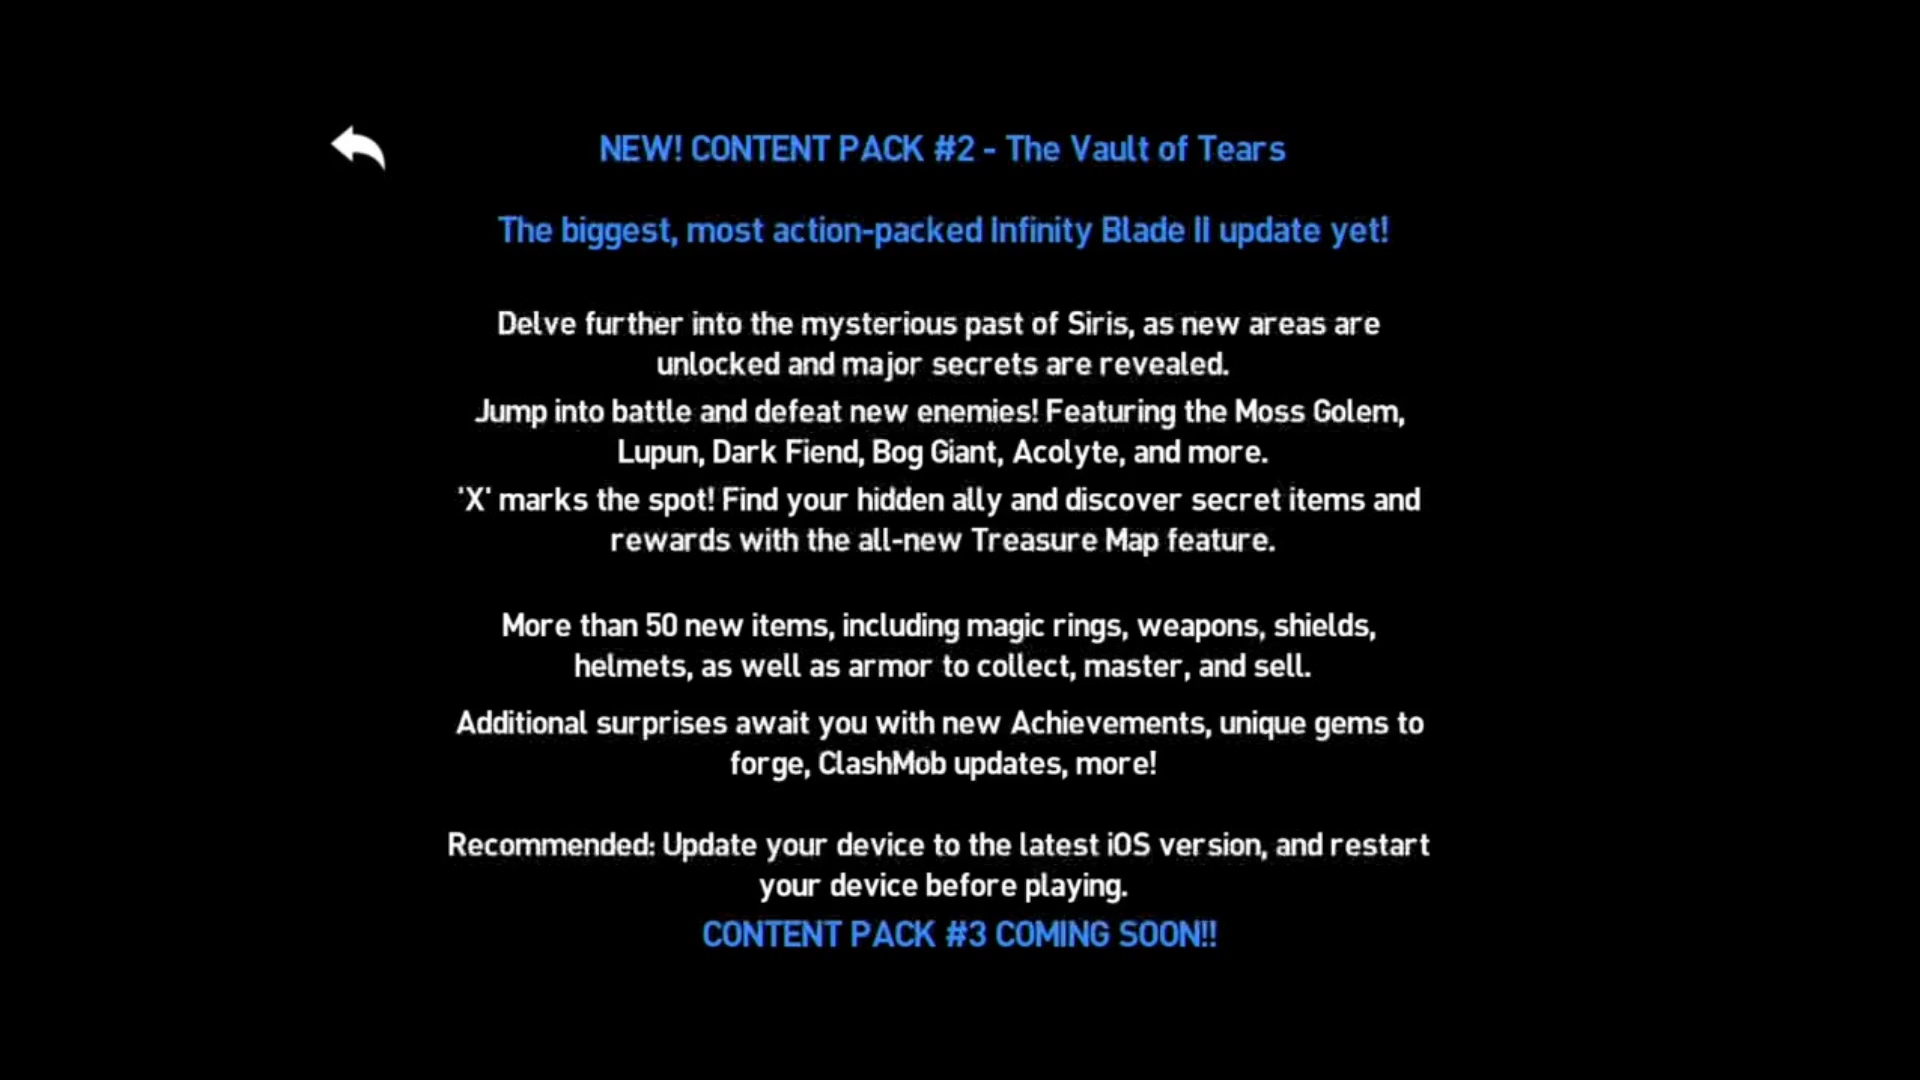 NEW! CONTENT PACK #2 - The Vault of Tears
The biggest, most action-packed Infinity Blade II update yet!
Delve further into the mysterious past of Siris, as new areas are
unlocked and major secrets are revealed.
Jump into battle and defeat new enemies! Featuring the Moss Golem,
Lupun, Dark Fiend, Bog Giant, Acolyte, and more.
'X' marks the spot! Find your hidden ally and discover secret items and
rewards with the all-new Treasure Map feature.
More than 50 new items, including magic rings, weapons, shields,
helmets, as well as armor to collect, master, and sell.
Additional surprises await you with new Achievements, unique gems to
forge, ClashMob updates, more!
Recommended: Update your device to the latest iOS version, and restart
your device before playing.
CONTENT PACK #3 COMING SOON!!